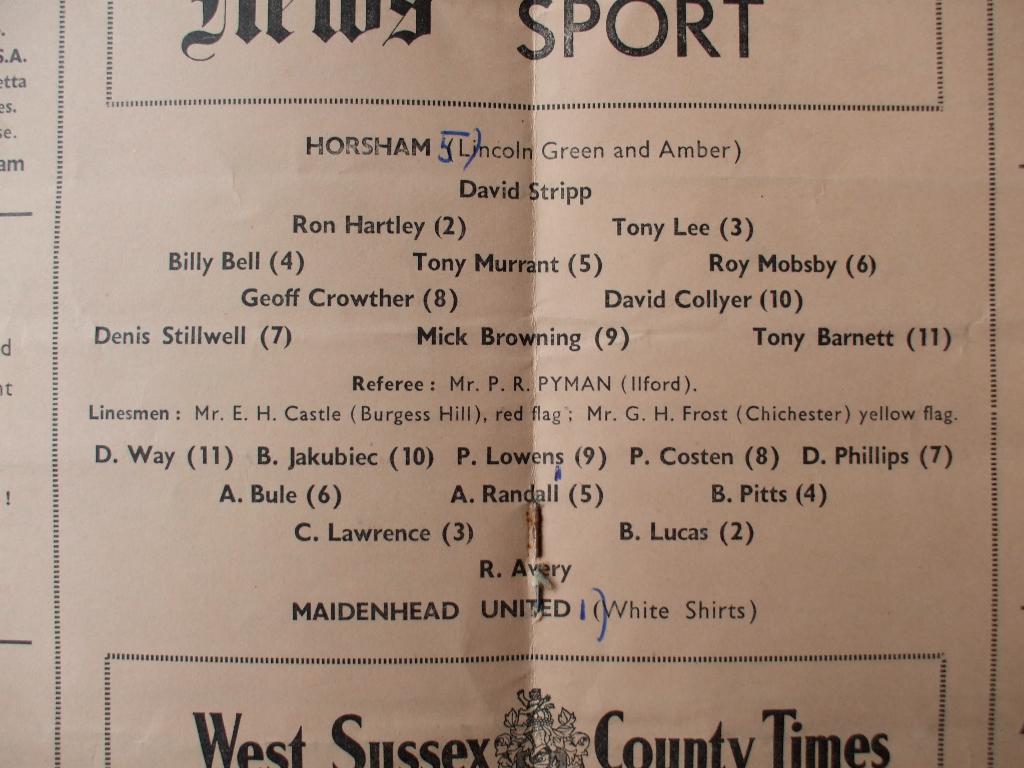 News SPORT
S.A.
etta
es.
se.
am
HORSHAM 5 (Lincoln Green and Amber)
David Stripp
Ron Hartley (2) Tony Lee (3)
Billy Bell (4) Tony Murrant (5) Roy Mobsby (6)
Geoff Crowther (8) David Collyer (10)
Denis Stillwell (7) Mick Browning (9) Tony Barnett (11)
d
Referee : Mr. P. R. PYMAN (Ilford).
Linesmen : Mr. E. H. Castle (Burgess Hill), red flag ; Mr. G. H. Frost (Chichester) yellow flag.
D. Way (11) B. Jakubiec (10) P. Lowens (9) P. Costen (8) D. Phillips (7)
A. Bule (6) A. Randall (5) B. Pitts (4)
!
C. Lawrence (3) B. Lucas (2)
R. Avery
MAIDENHEAD UNITED 1 (White Shirts)
West Sussex County Times